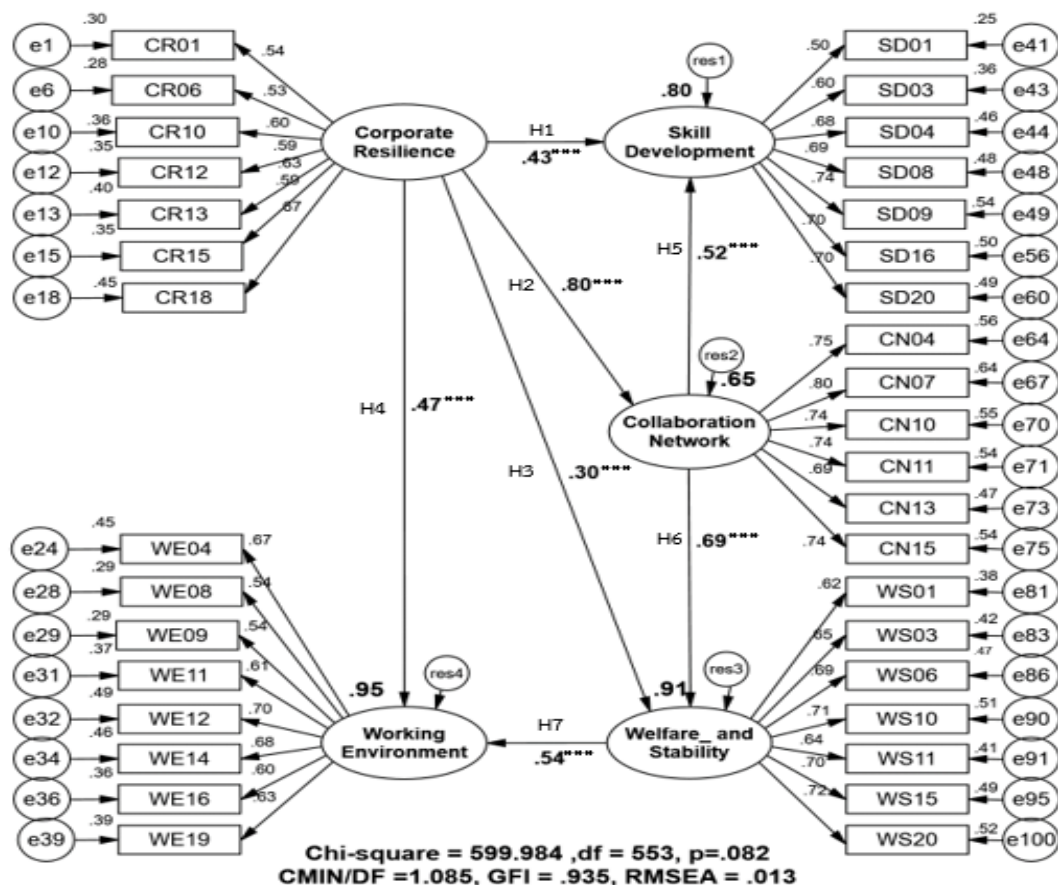 .30
e1
CR01
.54
.28
e6
CR06
.53
.36
e10
CR10
.60
.35
e12
CR12
.59
.40
e13
CR13
.63
.35
e15
CR15
.59
.45
e18
CR18
.67
Corporate
Resilience
H1
.43***
res1
.80
Skill
Development
.50
SD01
.25
e41
.60
SD03
.36
e43
.68
SD04
.46
e44
.69
SD08
.48
e48
.74
SD09
.54
e49
.70
SD16
.50
e56
.70
SD20
.49
e60
H5
.52***
H2
.80***
res2
.65
Collaboration
Network
.75
CN04
.56
e64
.80
CN07
.64
e67
.74
CN10
.55
e70
.74
CN11
.54
e71
.69
CN13
.47
e73
.74
CN15
.54
e75
H4
.47***
H3
.30***
H6
.69***
.45
e24
WE04
.67
.29
e28
WE08
.54
.29
e29
WE09
.54
.37
e31
WE11
.61
.49
e32
WE12
.70
.46
e34
WE14
.68
.36
e36
WE16
.60
.39
e39
WE19
.63
.95
res4
Working
Environment
H7
.54***
.91
res3
Welfare_ and
Stability
.62
WS01
.38
e81
.65
WS03
.42
e83
.69
WS06
.47
e86
.71
WS10
.51
e90
.64
WS11
.41
e91
.70
WS15
.49
e95
.72
WS20
.52
e100
Chi-square = 599.984 ,df = 553, p=.082
CMIN/DF =1.085, GFI = .935, RMSEA = .013